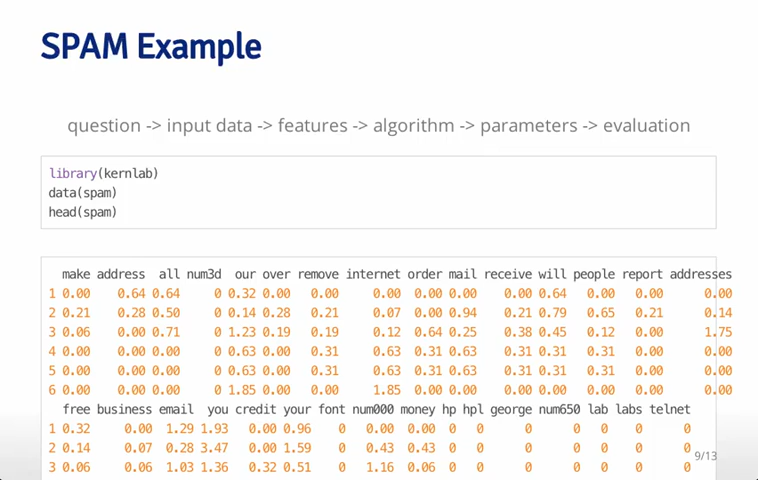 SPAM Example
question -> input data -> features -> algorithm -> parameters -> evaluation
library(kernlab)
data(spam)
head(spam)
make address all num3d our over remove internet order mail receive will people report addresses
1 0.00 0.64 0.64 0 0.32 0.00 0.00 0.00 0.00 0.00 0.00 0.64 0.00 0.00 0.00
2 0.21 0.28 0.50 0 0.14 0.28 0.21 0.07 0.00 0.94 0.21 0.79 0.65 0.21 0.14
3 0.06 0.00 0.71 0 1.23 0.19 0.19 0.12 0.64 0.25 0.38 0.45 0.12 0.00 1.75
4 0.00 0.00 0.00 0 0.63 0.00 0.31 0.63 0.31 0.63 0.31 0.31 0.31 0.00 0.00
5 0.00 0.00 0.00 0 0.63 0.00 0.31 0.63 0.31 0.63 0.31 0.31 0.31 0.00 0.00
6 0.00 0.00 0.00 0 1.85 0.00 0.00 1.85 0.00 0.00 0.00 0.00 0.00 0.00 0.00
free business email you credit your font num000 money hp hpl george num650 lab labs telnet
1 0.32 0.00 1.29 1.93 0.00 0.96 0 0.00 0.00 0 0 0 0 0 0 0
2 0.14 0.07 0.28 3.47 0.00 1.59 0 0.43 0.43 0 0 0 0 0 0 0
3 0.06 0.06 1.03 1.36 0.32 0.51 0 1.16 0.06 0 0 0 0 0 0 0
9/13